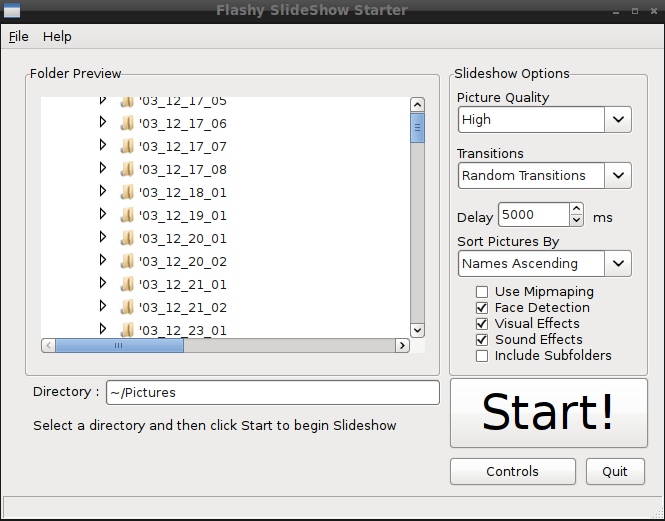 Flashy SlideShow Starter
File Help
Folder Preview
'03_12_17_05
'03_12_17_06
'03_12_17_07
'03_12_17_08
'03_12_18_01
'03_12_19_01
'03_12_20_01
'03_12_20_02
'03_12_21_01
'03_12_21_02
'03_12_23_01
Directory : ~/Pictures
Select a directory and then click Start to begin Slideshow
Slideshow Options
Picture Quality
High
Transitions
Random Transitions
Delay 5000 ms
Sort Pictures By
Names Ascending
Use Mipmaping
Face Detection
Visual Effects
Sound Effects
Include Subfolders
Start!
Controls Quit